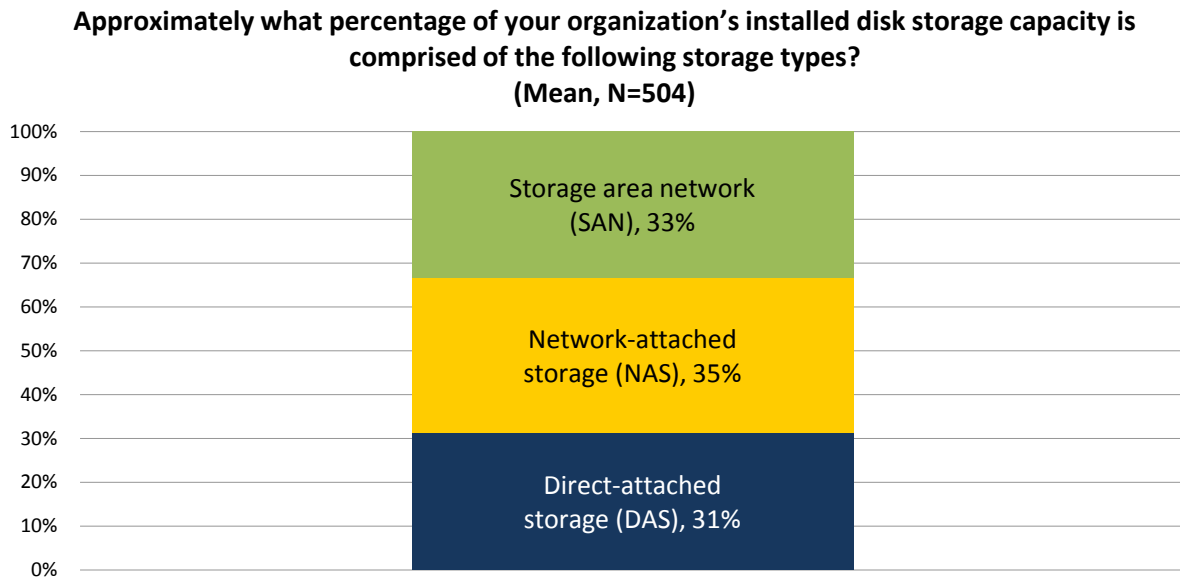 Approximately what percentage of your organization’s installed disk storage capacity is
comprised of the following storage types?
(Mean, N=504)
100%
90%
80%
70%
60%
50%
40%
30%
20%
10%
0%
Storage area network
(SAN), 33%
Network-attached
storage (NAS), 35%
Direct-attached
storage (DAS), 31%